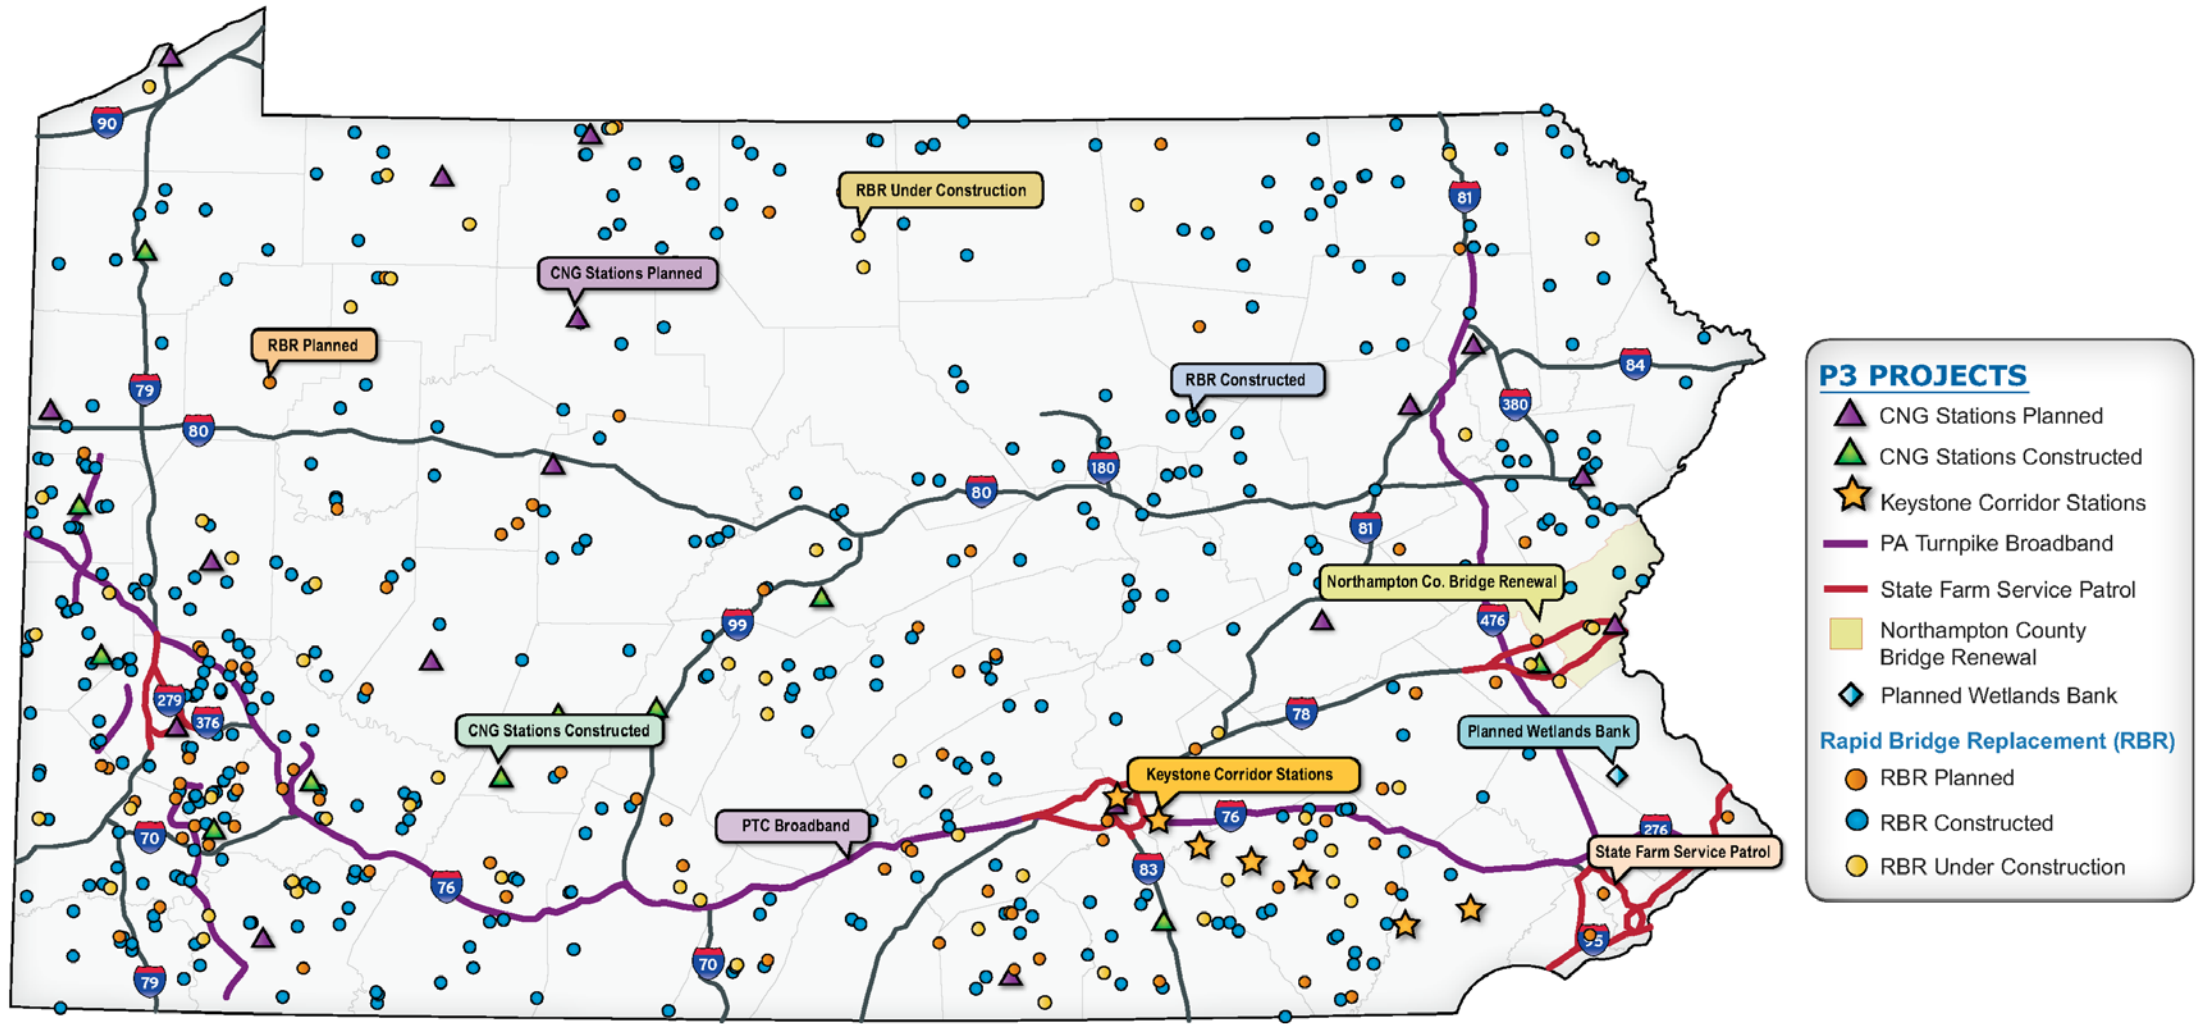 90
81
RBR Under Construction
CNG Stations Planned
RBR Planned
79
RBR Constructed
84
380
80
180
80
81
Northampton Co. Bridge Renewal
99
476
279
376
78
CNG Stations Constructed
Planned Wetlands Bank
Keystone Corridor Stations
76
PTC Broadband
70
276
State Farm Service Patrol
83
76
95
70
79
P3 PROJECTS
CNG Stations Planned
CNG Stations Constructed
Keystone Corridor Stations
PA Turnpike Broadband
State Farm Service Patrol
Northampton County
Bridge Renewal
Planned Wetlands Bank
Rapid Bridge Replacement (RBR)
RBR Planned
RBR Constructed
RBR Under Construction